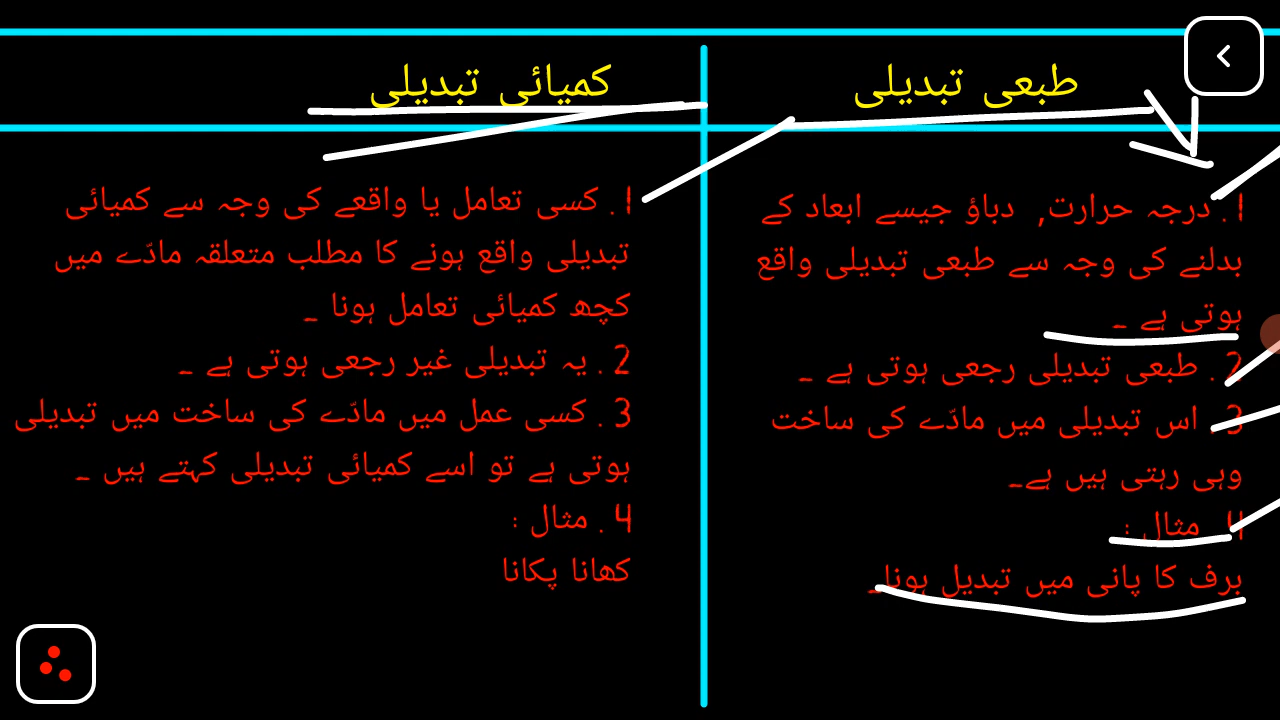 طبعی تبدیلی
1. درجہ حرارت, دباؤ جیسے ابعاد کے
بدلنے کی وجہ سے طبعی تبدیلی واقع
ہوتی ہے ۔
2. طبعی تبدیلی رجعی ہوتی ہے ۔
3. اس تبدیلی میں مادّے کی ساخت
وہی رہتی ہیں ہے۔
4. مثال :
برف کا پانی میں تبدیل ہونا۔
کمیائی تبدیلی
1. کسی تعامل یا واقعے کی وجہ سے کمیائی
تبدیلی واقع ہونے کا مطلب متعلقہ مادّے میں
کچھ کمیائی تعامل ہونا ۔
2. یہ تبدیلی غیر رجعی ہوتی ہے ۔
3. کسی عمل میں مادّے کی ساخت میں تبدیلی
ہوتی ہے تو اسے کمیائی تبدیلی کہتے ہیں ۔
4. مثال :
کھانا پکانا